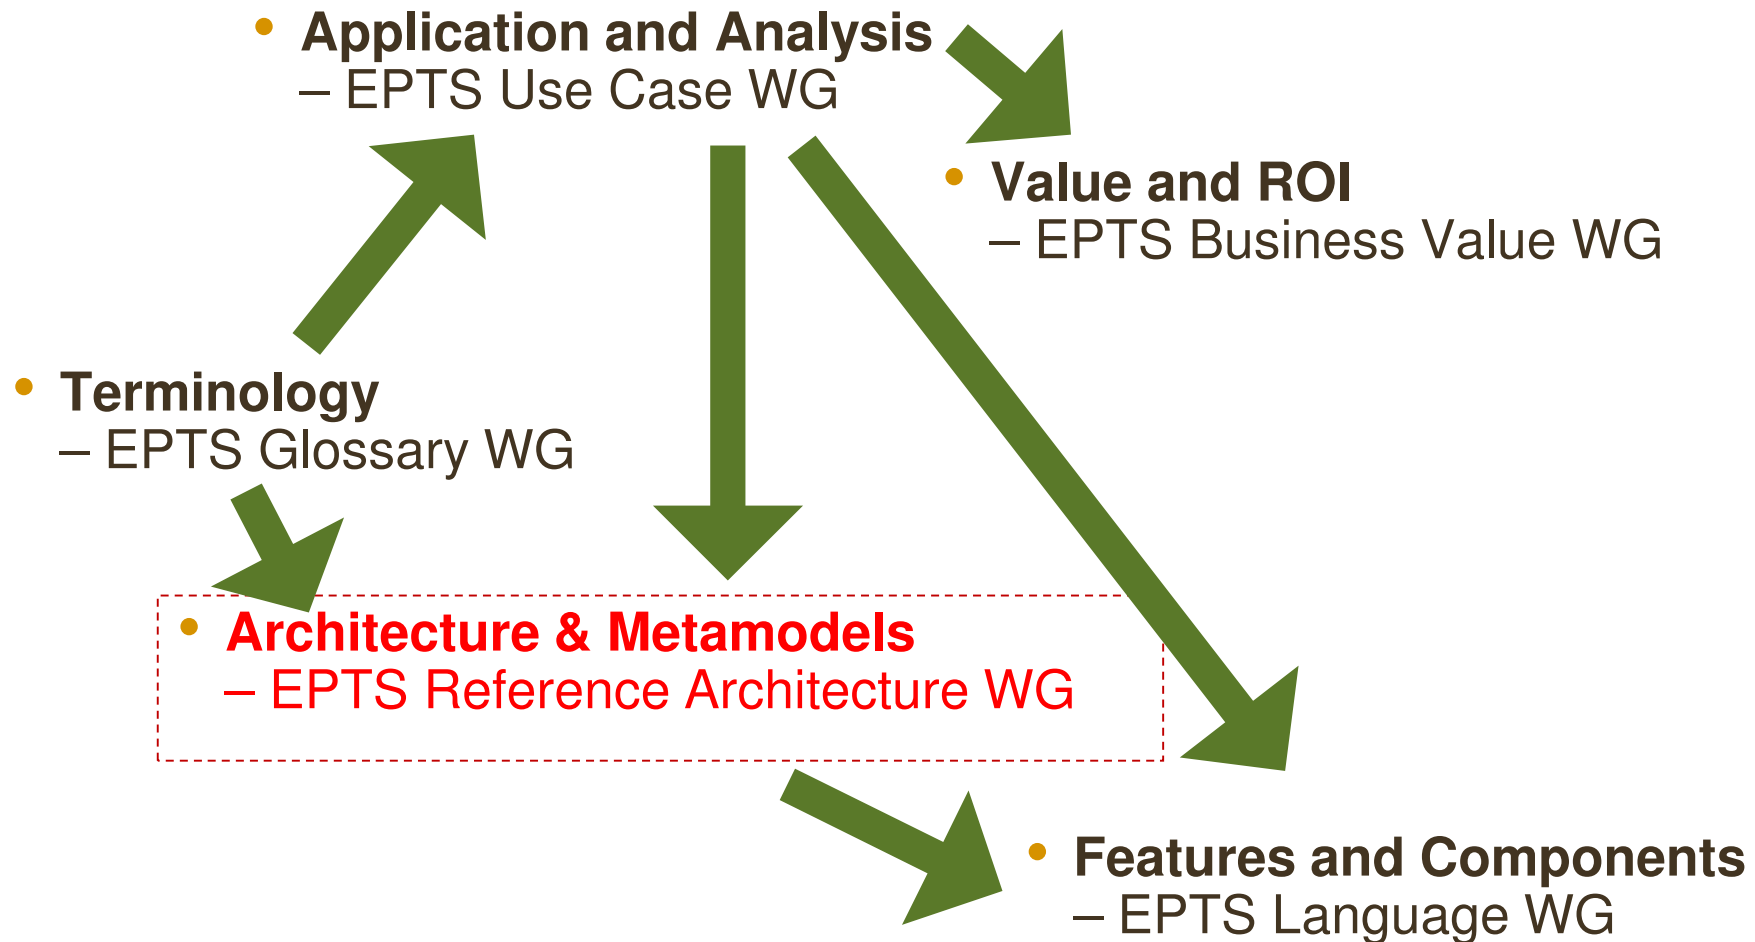 • Application and Analysis
– EPTS Use Case WG
• Value and ROI
– EPTS Business Value WG
• Terminology
– EPTS Glossary WG
• Architecture & Metamodels
– EPTS Reference Architecture WG
• Features and Components
– EPTS Language WG